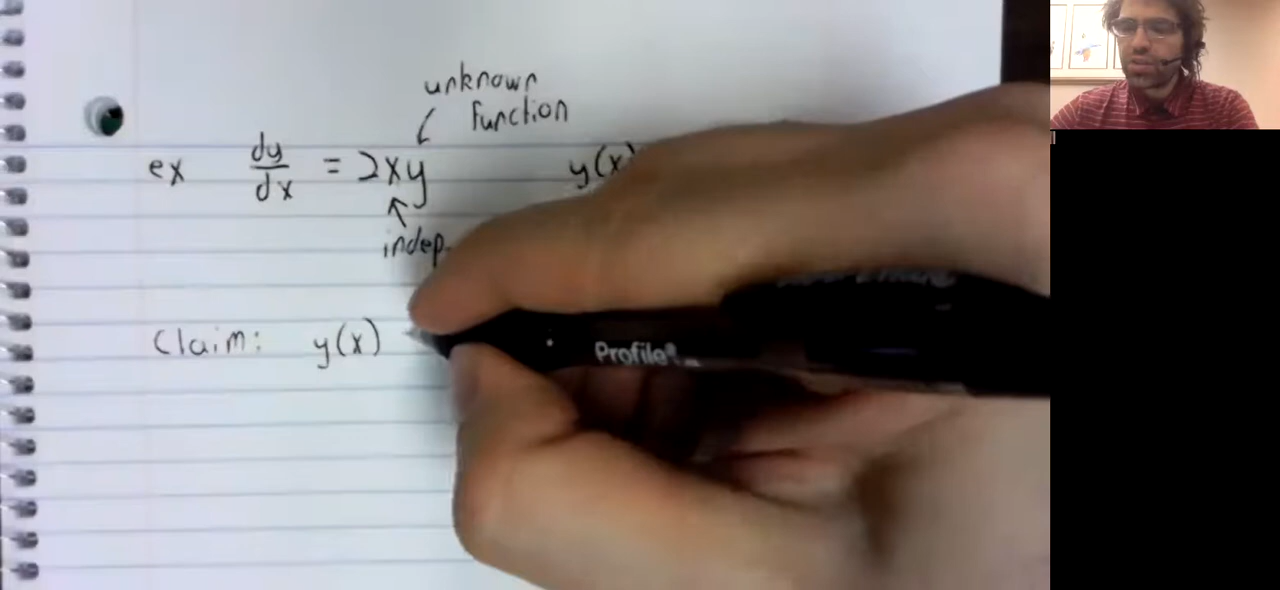 unknown
function
ex dy/dx = 2xy y(x)
indep.
Claim: y(x)
Profile